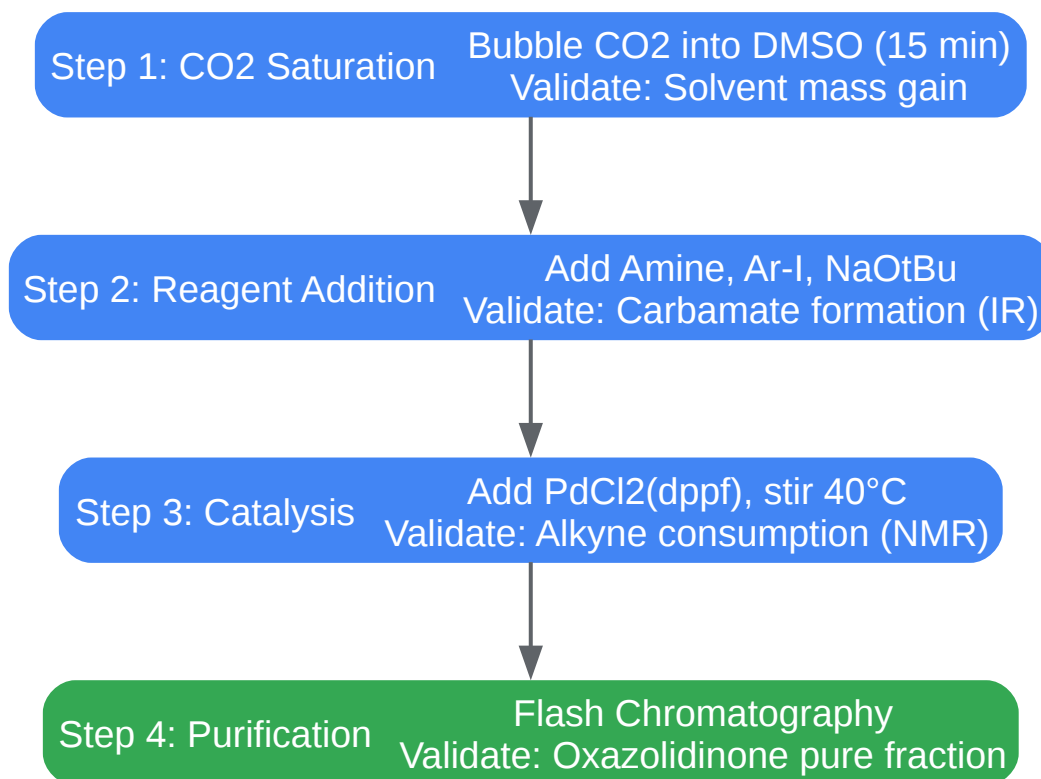 Step 1: CO2 Saturation
Bubble CO2 into DMSO (15 min)
Validate: Solvent mass gain
Step 2: Reagent Addition
Add Amine, Ar-I, NaOtBu
Validate: Carbamate formation (IR)
Step 3: Catalysis
Add PdCl2(dppf), stir 40°C
Validate: Alkyne consumption (NMR)
Step 4: Purification
Flash Chromatography
Validate: Oxazolidinone pure fraction